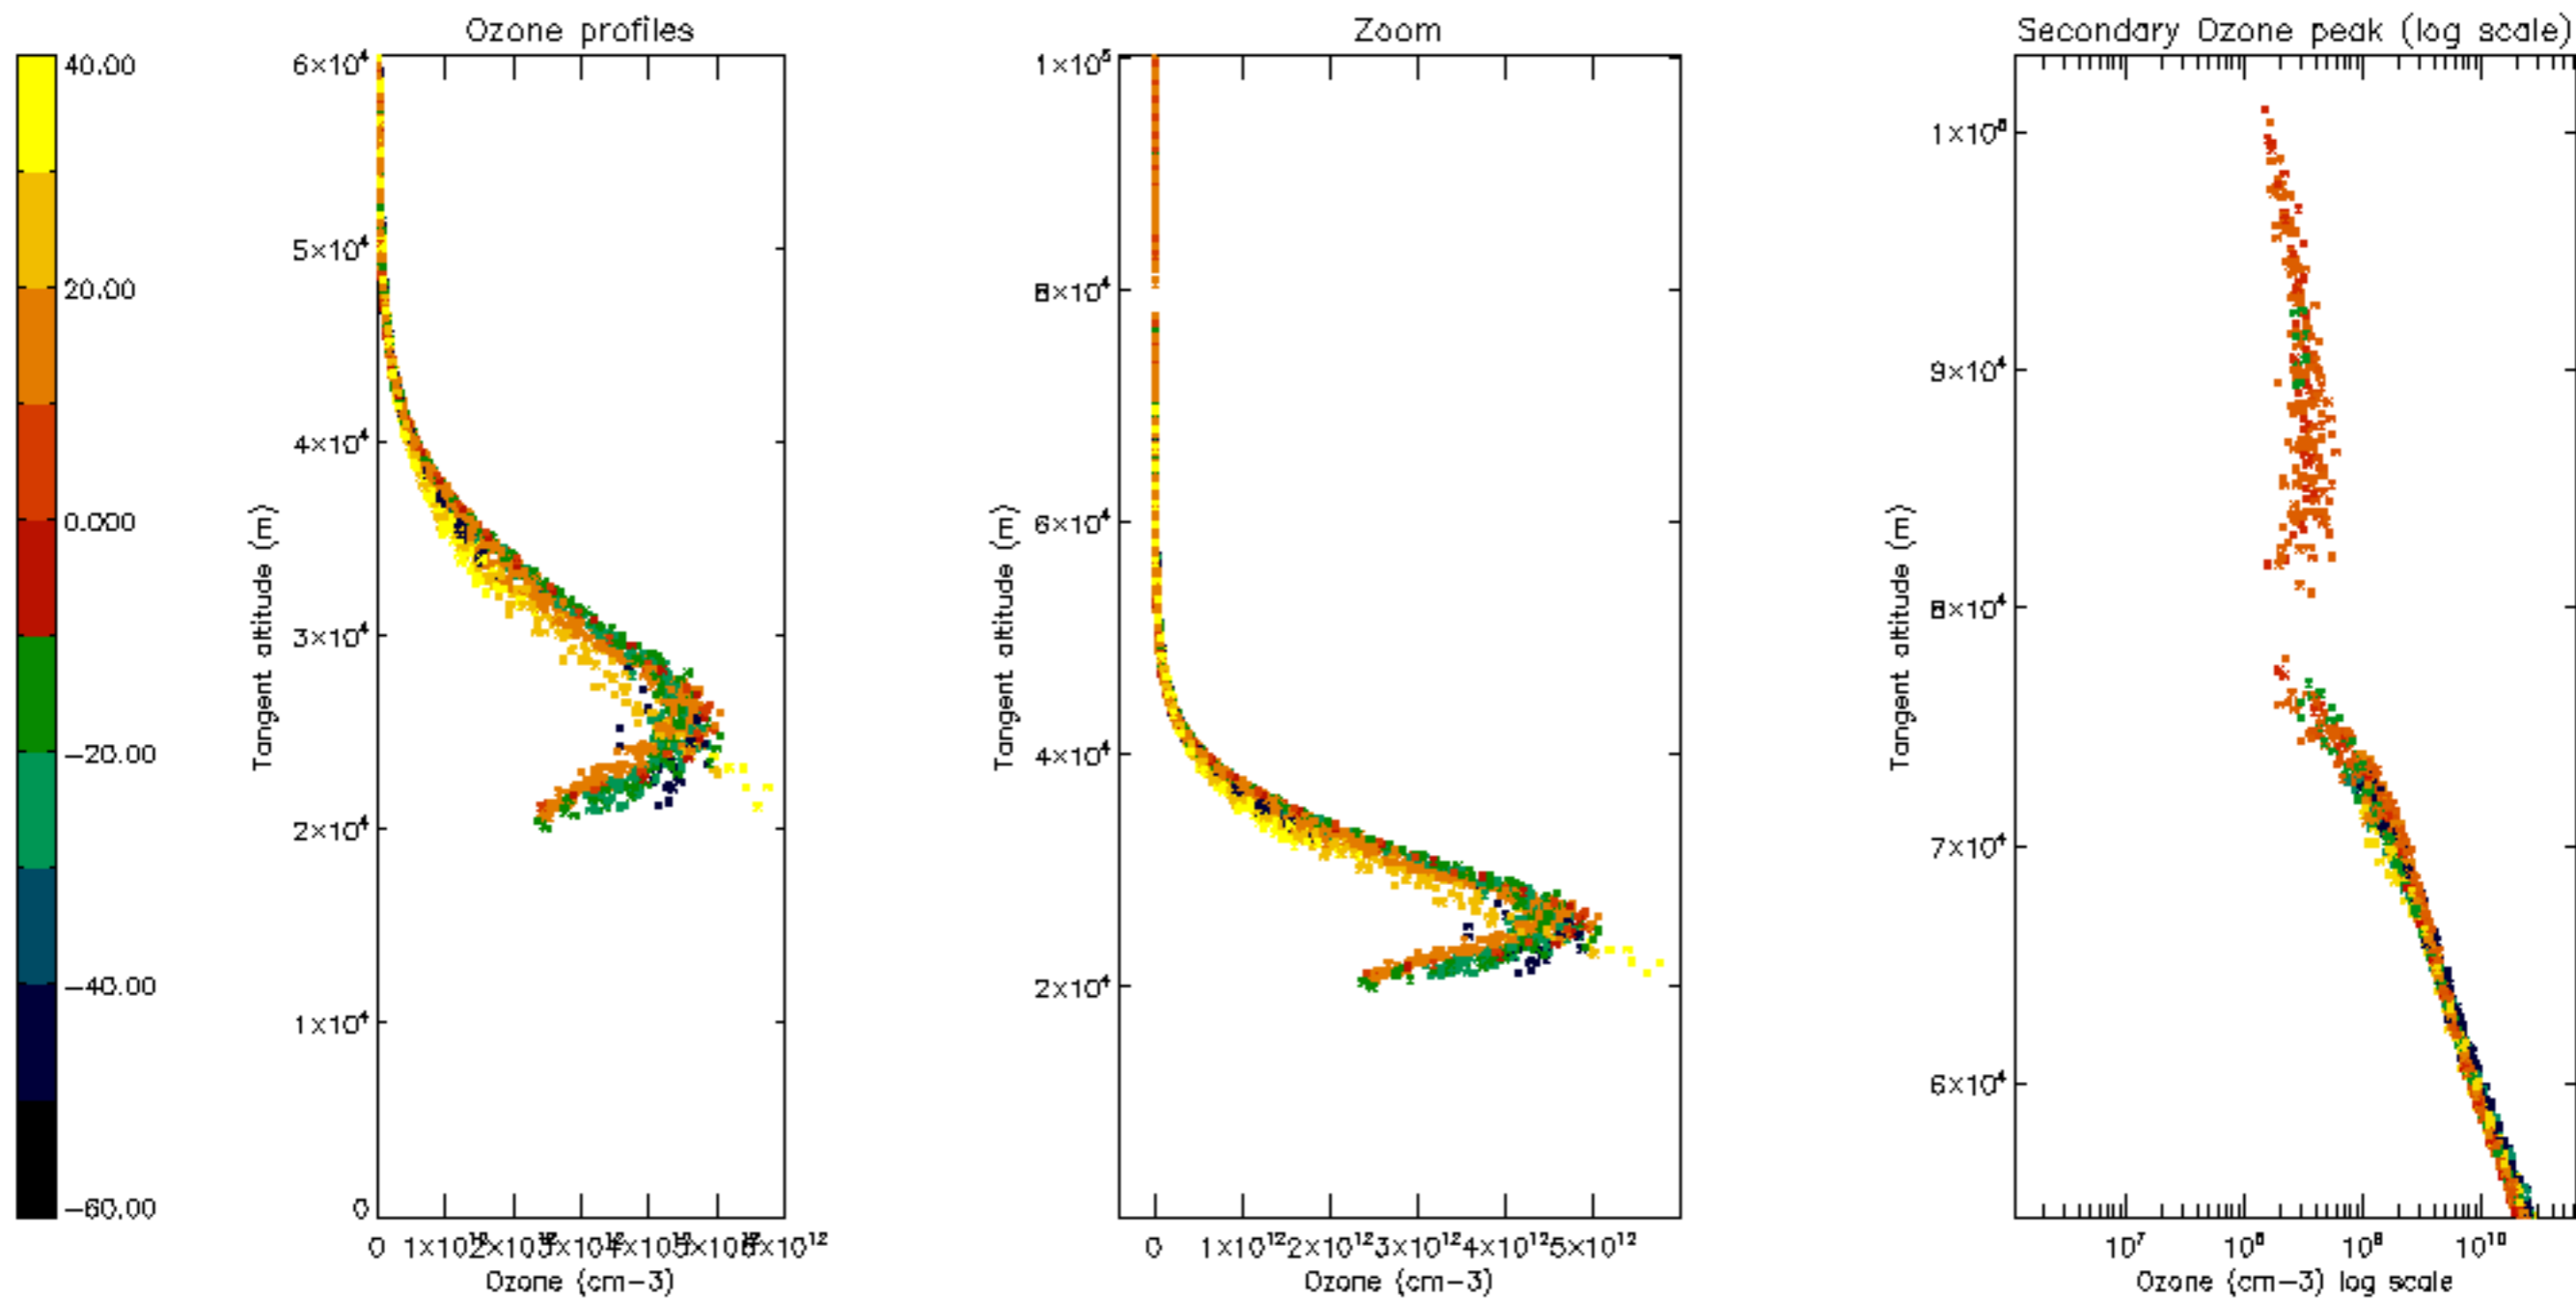 Ozone profiles
Zoom
Secondary Ozone peak (log scale)
40.00
20.00
0.000
−20.00
−40.00
−60.00
6×10⁴
5×10⁴
4×10⁴
3×10⁴
2×10⁴
1×10⁴
0
Tangent altitude (m)
0
Ozone (cm−3)
1×10⁵
8×10⁴
6×10⁴
4×10⁴
2×10⁴
Tangent altitude (m)
0 1×10¹² 2×10¹² 3×10¹² 4×10¹² 5×10¹²
Ozone (cm−3)
9×10⁴
8×10⁴
7×10⁴
6×10⁴
Tangent altitude (m)
10⁷ 10⁸ 10⁹ 10¹⁰
Ozone (cm−3) log scale